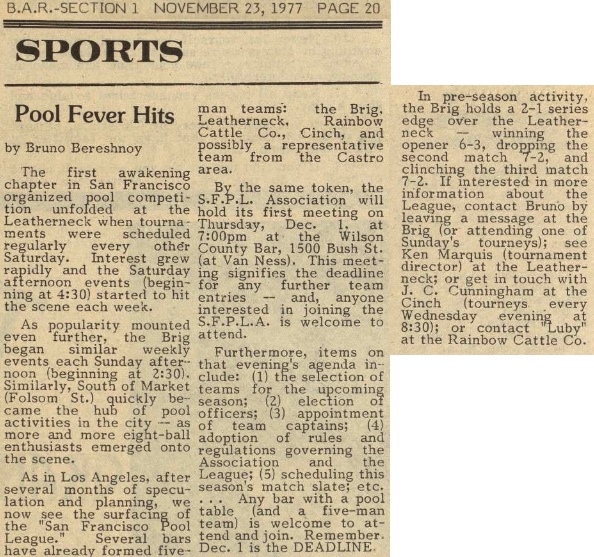 B.A.R.-SECTION 1 NOVEMBER 23, 1977 PAGE 20
SPORTS
Pool Fever Hits
by Bruno Bereshnoy
The first awakening
chapter in San Francisco
organized pool competi-
tion unfolded at the
Leatherneck when tourna-
ments were scheduled
regularly every other
Saturday. Interest grew
rapidly and the Saturday
afternoon events (begin-
ning at 4:30) started to hit
the scene each week.
As popularity mounted
even further, the Brig
began similar weekly
events each Sunday after-
noon (beginning at 2:30).
Similarly, South of Market
(Folsom St.) quickly be-
came the hub of pool
activities in the city — as
more and more eight-ball
enthusiasts emerged onto
the scene.
As in Los Angeles, after
several months of specu-
lation and planning, we
now see the surfacing of
the "San Francisco Pool
League." Several bars
have already formed five-
man teams: the Brig,
Leatherneck, Rainbow
Cattle Co., Cinch, and
possibly a representative
team from the Castro
area.
By the same token, the
S.F.P.L. Association will
hold its first meeting on
Thursday, Dec. 1, at
7:00pm at the Wilson
County Bar, 1500 Bush St.
(at Van Ness). This meet-
ing signifies the deadline
for any further team
entries — and, anyone
interested in joining the
S.F.P.L.A. is welcome to
attend.
Furthermore, items on
that evening's agenda in-
clude: (1) the selection of
teams for the upcoming
season; (2) election of
officers; (3) appointment
of team captains; (4)
adoption of rules and
regulations governing the
Association and the
League; (5) scheduling this
season's match slate; etc.
... Any bar with a pool
table (and a five-man
team) is welcome to at-
tend and join. Remember
Dec. 1 is the DEADLINE.
In pre-season activity,
the Brig holds a 2-1 series
edge over the Leather-
neck — winning the
opener 6-3, dropping the
second match 7-2, and
clinching the third match
7-2. If interested in more
information about the
League, contact Bruno by
leaving a message at the
Brig (or attending one of
Sunday's tourneys); see
Ken Marquis (tournament
director) at the Leather-
neck; or get in touch with
J. C. Cunningham at the
Cinch (tourneys every
Wednesday evening at
8:30); or contact "Luby"
at the Rainbow Cattle Co.